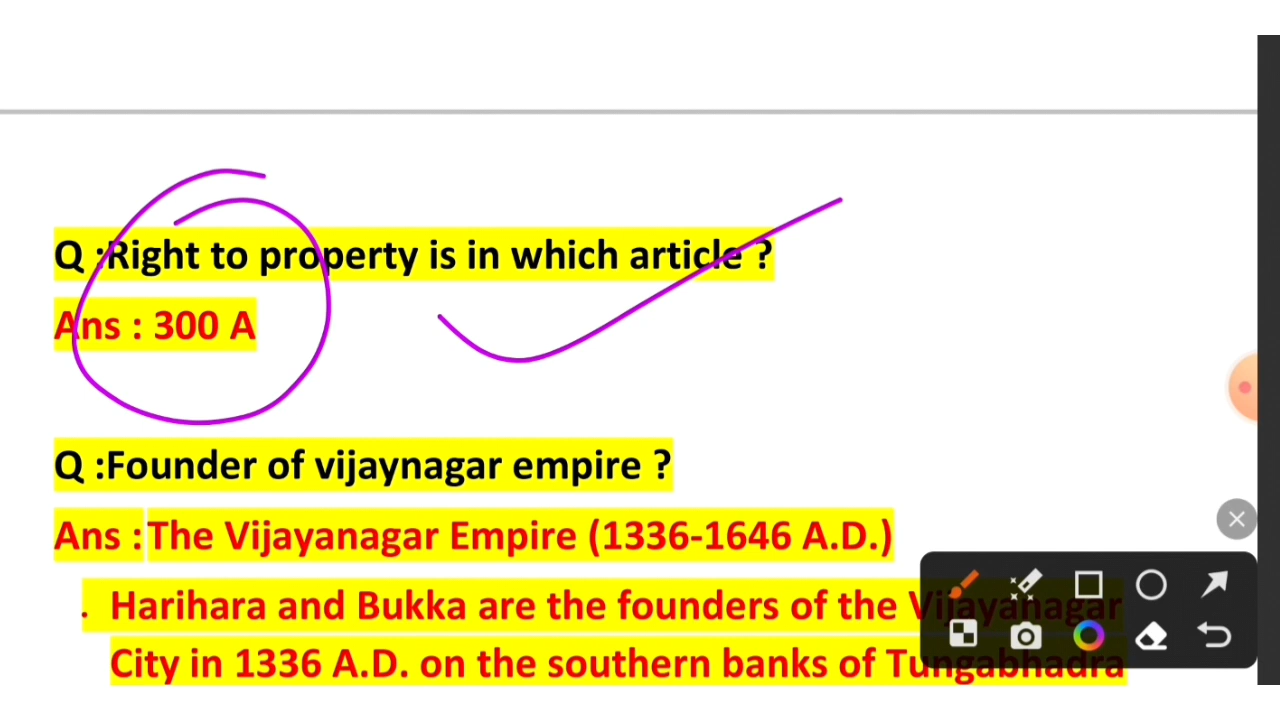 Q :Right to property is in which article ?
Ans : 300 A
Q :Founder of vijaynagar empire ?
Ans : The Vijayanagar Empire (1336-1646 A.D.)
. Harihara and Bukka are the founders of the Vijayanagar
City in 1336 A.D. on the southern banks of Tungabhadra